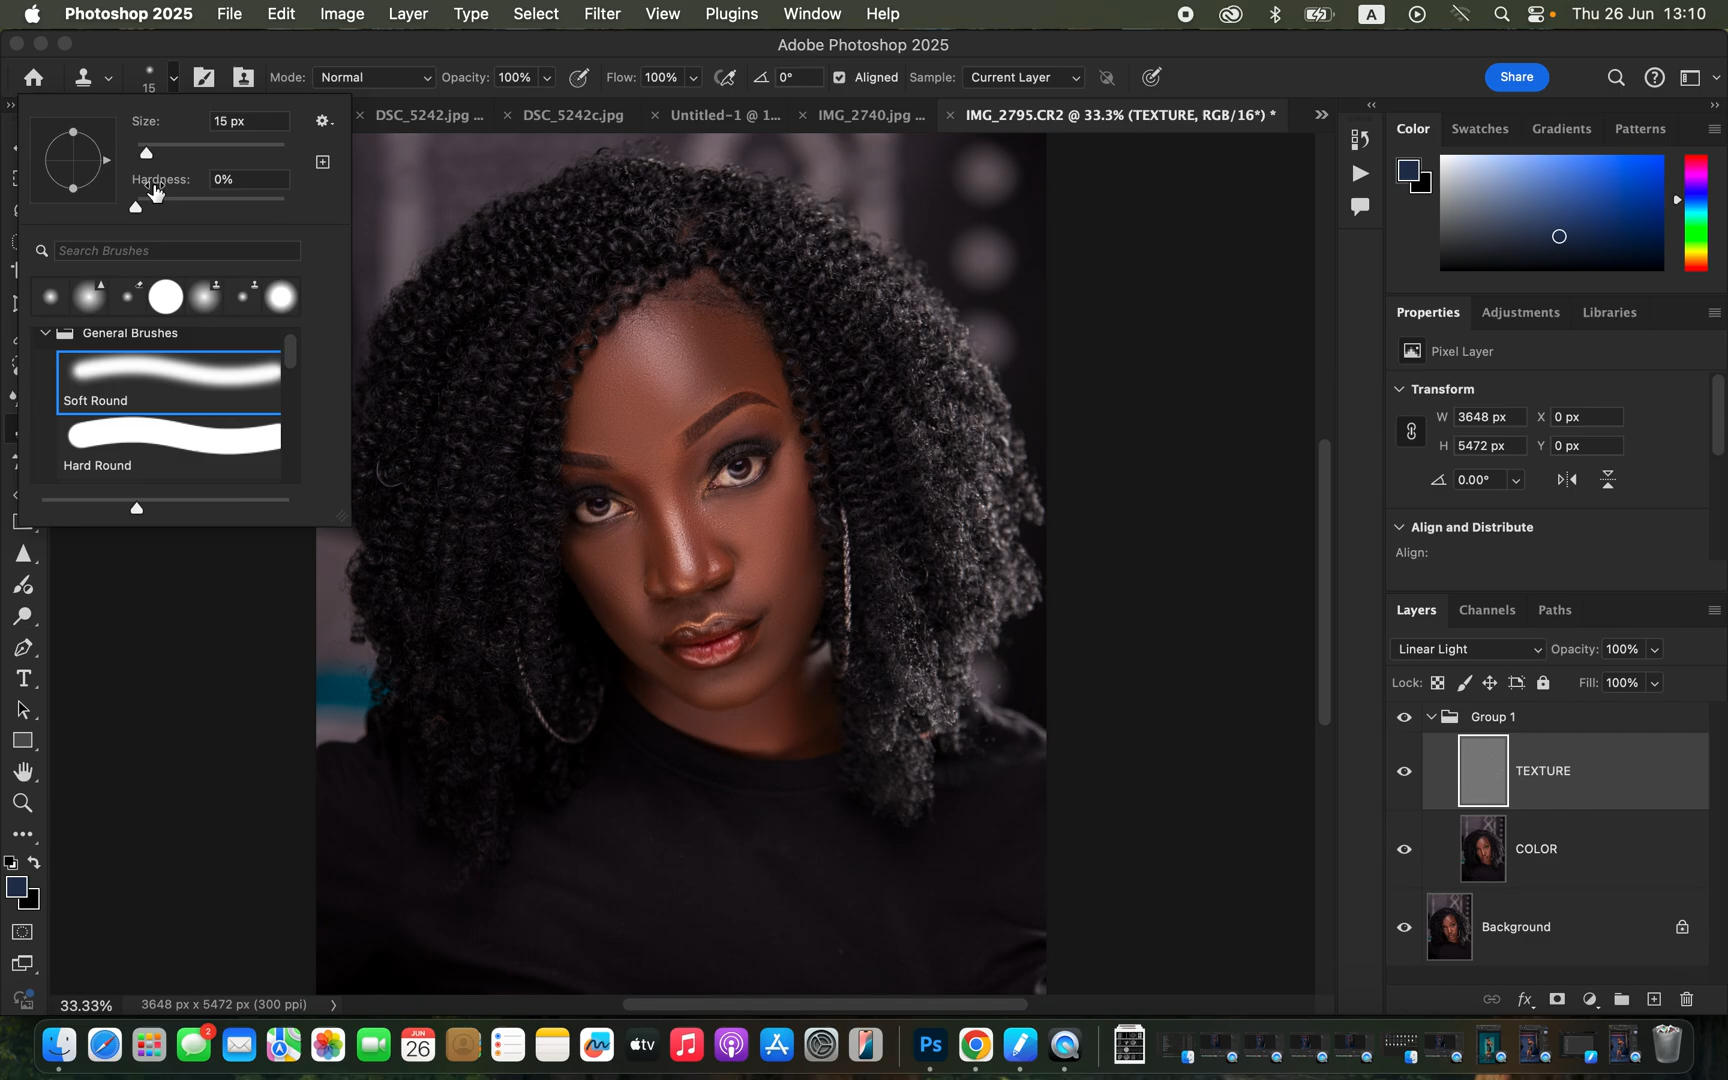 Photoshop 2025 File Edit Image Layer Type Select Filter View Plugins Window Help A Thu 26 Jun 13:10
Adobe Photoshop 2025
15 Mode: Normal Opacity: 100% Flow: 100% 0° Aligned Sample: Current Layer Share
DSC_5242.jpg ... DSC_5242c.jpg Untitled-1 @ 1... IMG_2740.jpg ... IMG_2795.CR2 @ 33.3% (TEXTURE, RGB/16*) *
Size: 15 px
Hardness: 0%
Search Brushes
General Brushes
Soft Round
Hard Round
Color Swatches Gradients Patterns
Properties Adjustments Libraries
Pixel Layer
Transform
W 3648 px X 0 px
H 5472 px Y 0 px
0.00°
Align and Distribute
Align:
Layers Channels Paths
Linear Light Opacity: 100%
Lock: Fill: 100%
Group 1
TEXTURE
COLOR
Background
33.33% 3648 px x 5472 px (300 ppi)
2
JUN
26
tv
Ps